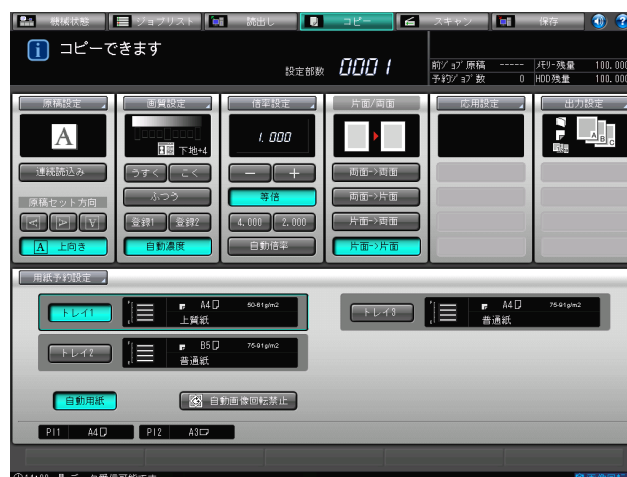 機械状態 ジョブリスト 読出し コピー スキャン 保存
コピーできます
設定部数 0001
前ジョブ原稿 ----- メモリー残量 100.000
予約ジョブ数 0 HDD残量 100.000
原稿設定 画質設定 倍率設定 片面/両面 応用設定 出力設定
A
下地+4
1.000
A B C
連続読込み うすく こく － ＋ 両面->両面
原稿セット方向 ふつう 等倍 両面->片面
登録1 登録2 4.000 2.000 片面->両面
A 上向き 自動濃度 自動倍率 片面->片面
用紙予約設定
トレイ1 A4 60-61g/m2
上質紙
トレイ3 A4 75-91g/m2
普通紙
トレイ2 B5 75-91g/m2
普通紙
自動用紙 自動画像回転禁止
PI1 A4 PI2 A3